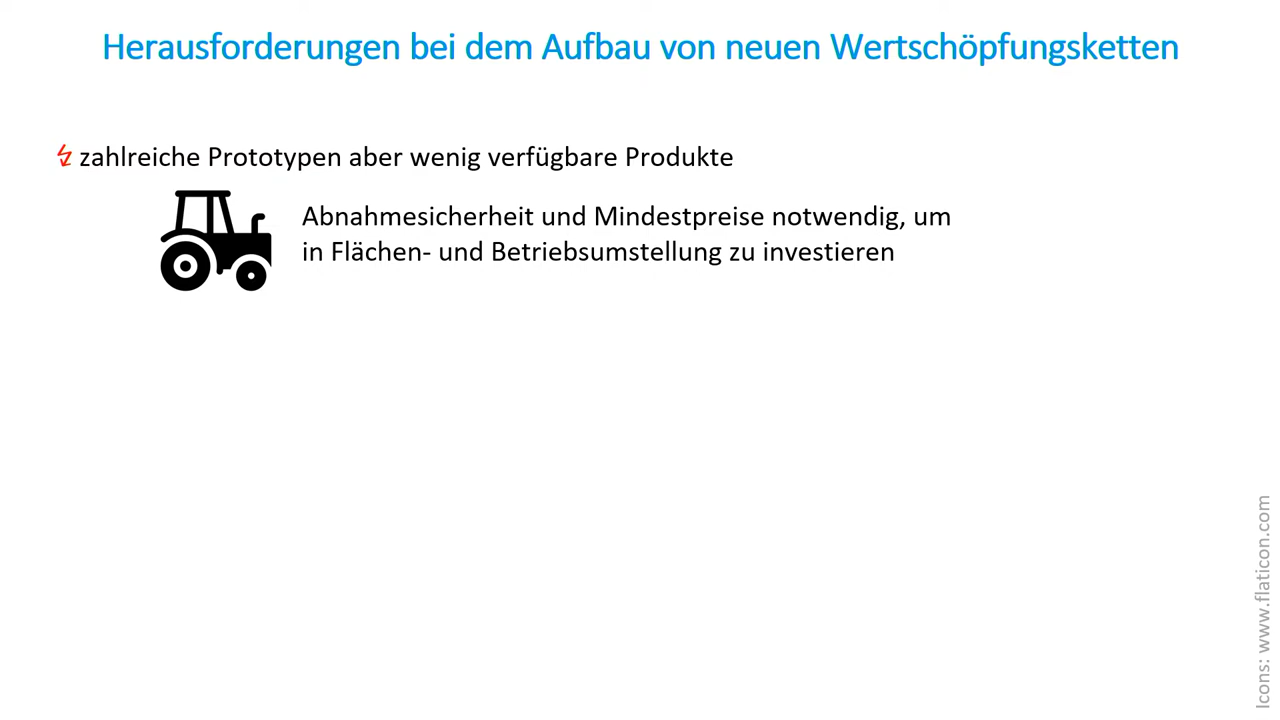 Herausforderungen bei dem Aufbau von neuen Wertschöpfungsketten
zahlreiche Prototypen aber wenig verfügbare Produkte
Abnahmesicherheit und Mindestpreise notwendig, um
in Flächen- und Betriebsumstellung zu investieren
Icons: www.flaticon.com